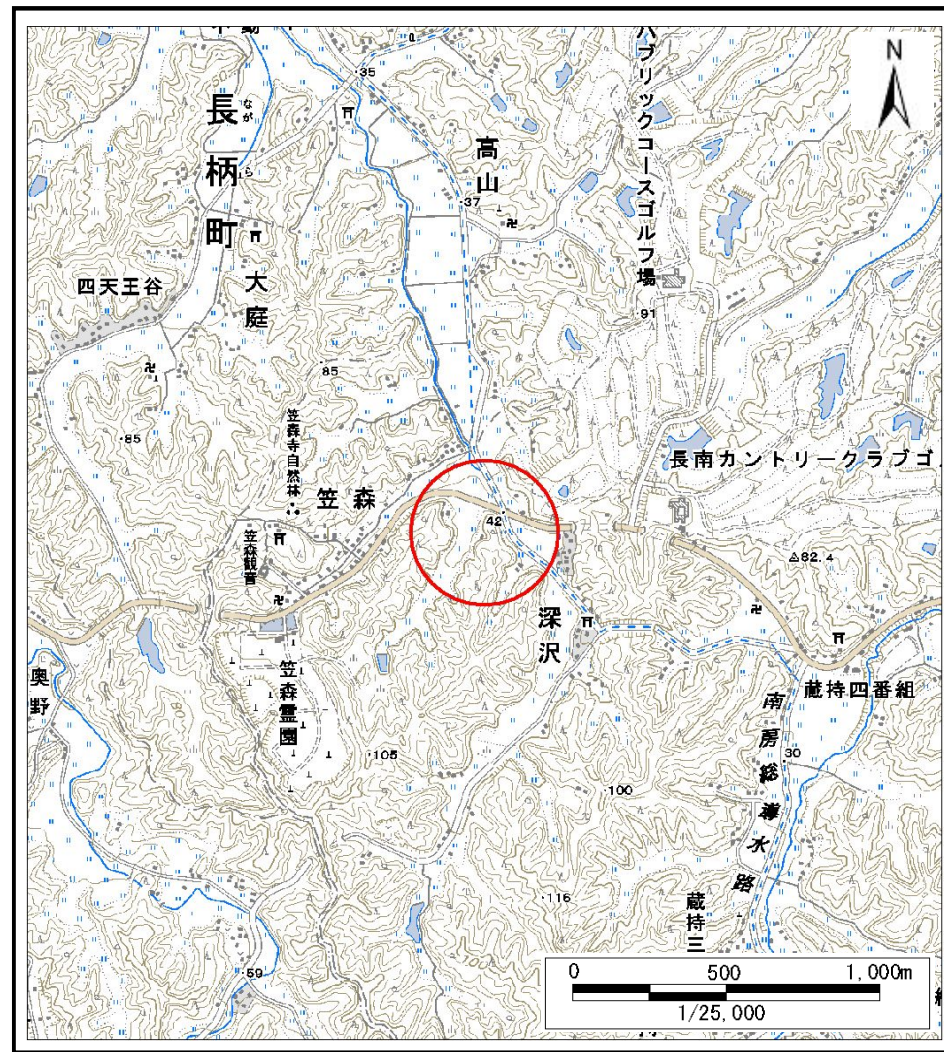 N
35
長柄町
ながら
高山
37
パブリックコースゴルフ場
大庭
四天王谷
91
85
85
笠森寺自然林
長南カントリークラブゴ
笠森
42
笠森観音
82.4
深沢
奥野
笠森霊園
蔵持四番組
105
南房総導水路
30
100
116
蔵持三
59
0 500 1,000m
1/25,000